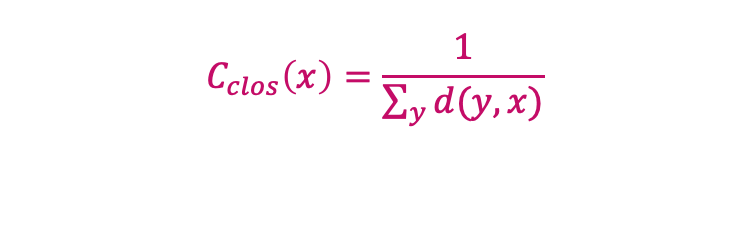 C_clos(x) = 1 / ∑_y d(y, x)